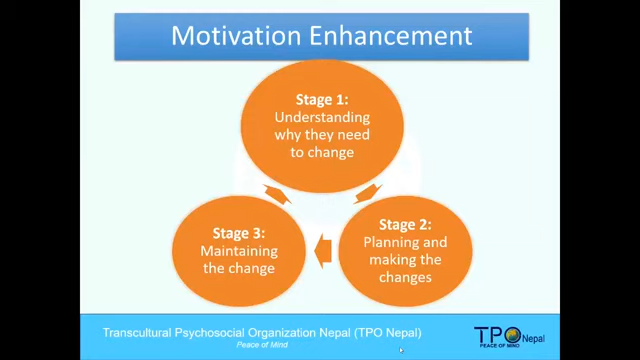 Motivation Enhancement
Stage 1:
Understanding
why they need
to change
Stage 2:
Planning and
making the
changes
Stage 3:
Maintaining
the change
Transcultural Psychosocial Organization Nepal (TPO Nepal)
Peace of Mind
TPO Nepal
PEACE OF MIND